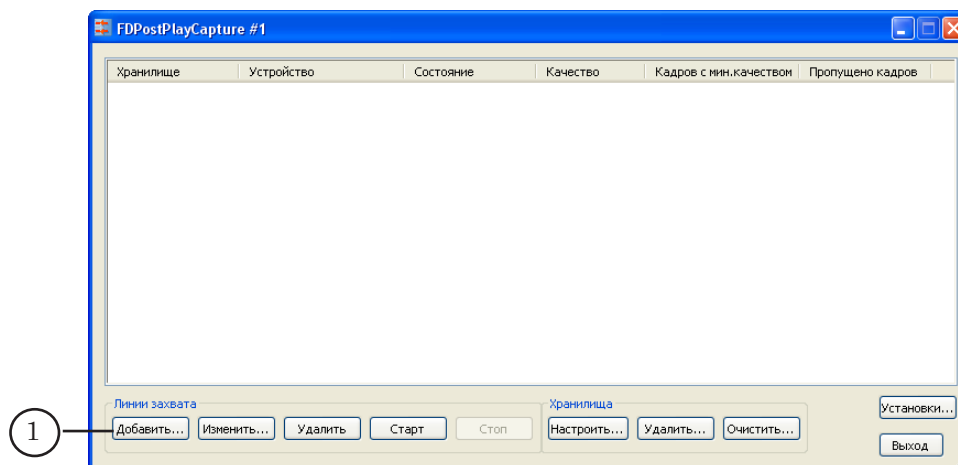 FDPostPlayCapture #1
Хранилище Устройство Состояние Качество Кадров с мин.качеством Пропущено кадров
Линии захвата
Хранилища
Установки...
1
Добавить... Изменить... Удалить Старт Стоп Настроить... Удалить... Очистить...
Выход